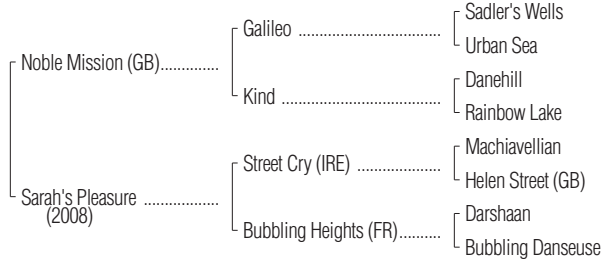 Sadler's Wells
Galileo ................................
Urban Sea
Noble Mission (GB)..............
Danehill
Kind ....................................
Rainbow Lake
Machiavellian
Street Cry (IRE) ..................
Helen Street (GB)
Sarah's Pleasure ................
(2008)
Darshaan
Bubbling Heights (FR)..........
Bubbling Danseuse